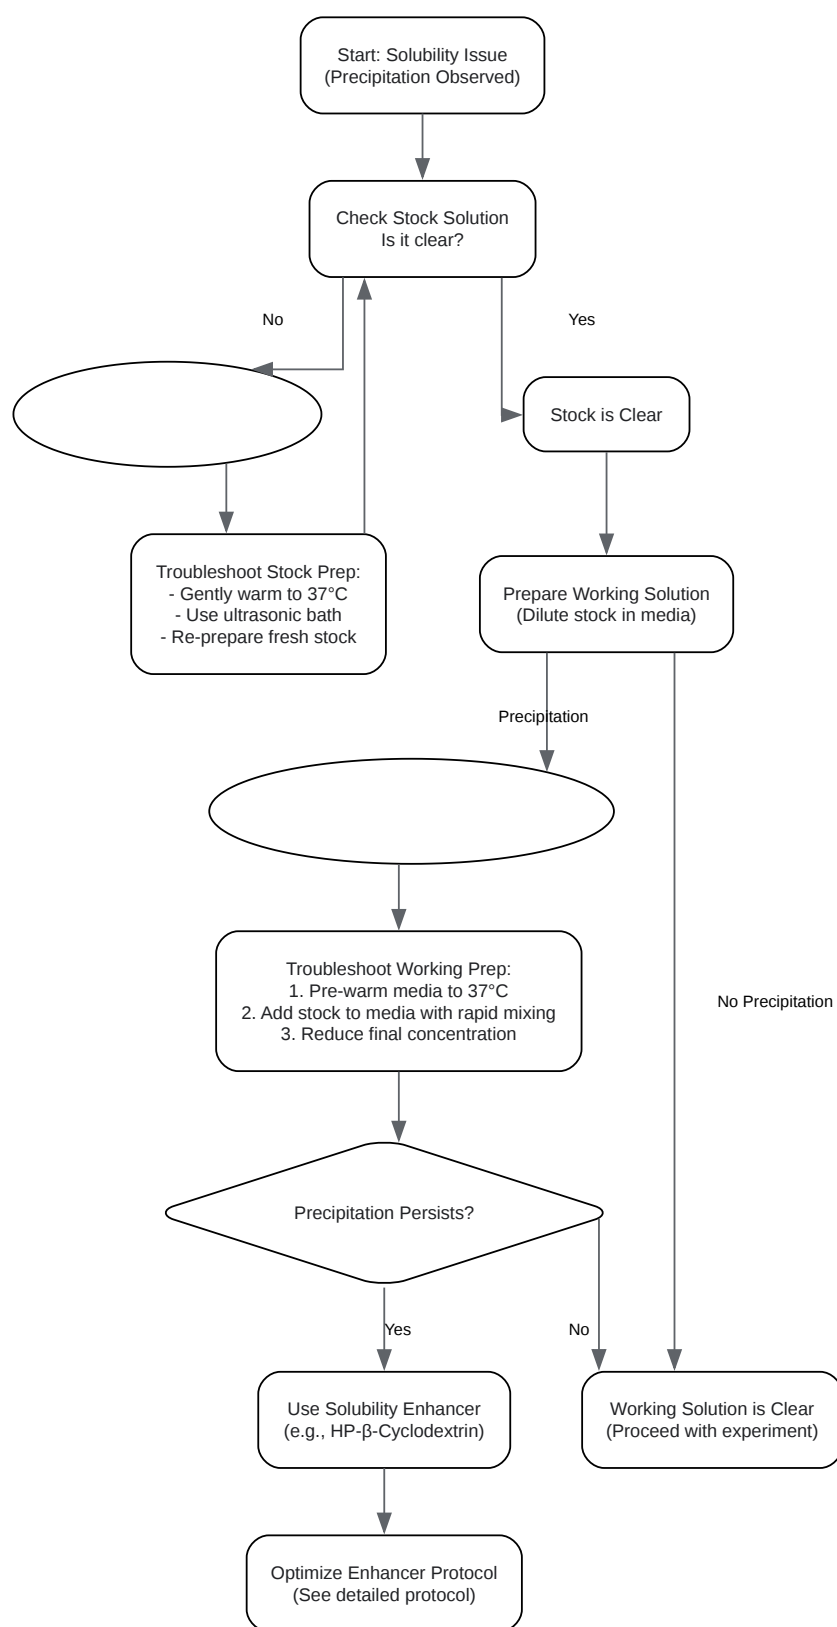 Start: Solubility Issue
(Precipitation Observed)
Check Stock Solution
Is it clear?
No
Yes
Stock is Clear
Troubleshoot Stock Prep:
- Gently warm to 37°C
- Use ultrasonic bath
- Re-prepare fresh stock
Prepare Working Solution
(Dilute stock in media)
Precipitation
Troubleshoot Working Prep:
1. Pre-warm media to 37°C
2. Add stock to media with rapid mixing
3. Reduce final concentration
No Precipitation
Precipitation Persists?
Yes
No
Use Solubility Enhancer
(e.g., HP-β-Cyclodextrin)
Working Solution is Clear
(Proceed with experiment)
Optimize Enhancer Protocol
(See detailed protocol)